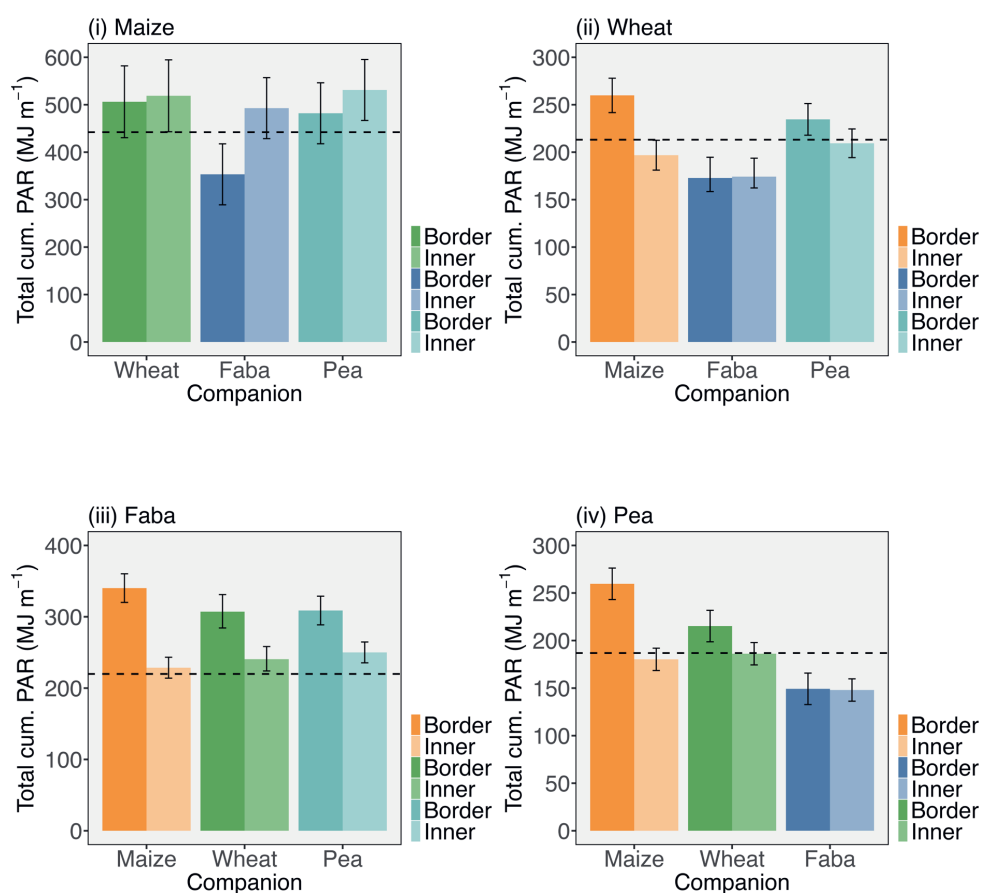 (i) Maize
Total cum. PAR (MJ m⁻¹)
600
500
400
300
200
100
0
Wheat Faba Pea
Companion
Border
Inner
Border
Inner
Border
Inner
(ii) Wheat
Total cum. PAR (MJ m⁻¹)
300
250
200
150
100
50
0
Maize Faba Pea
Companion
Border
Inner
Border
Inner
Border
Inner
(iii) Faba
Total cum. PAR (MJ m⁻¹)
400
300
200
100
0
Maize Wheat Pea
Companion
Border
Inner
Border
Inner
Border
Inner
(iv) Pea
Total cum. PAR (MJ m⁻¹)
300
250
200
150
100
50
0
Maize Wheat Faba
Companion
Border
Inner
Border
Inner
Border
Inner